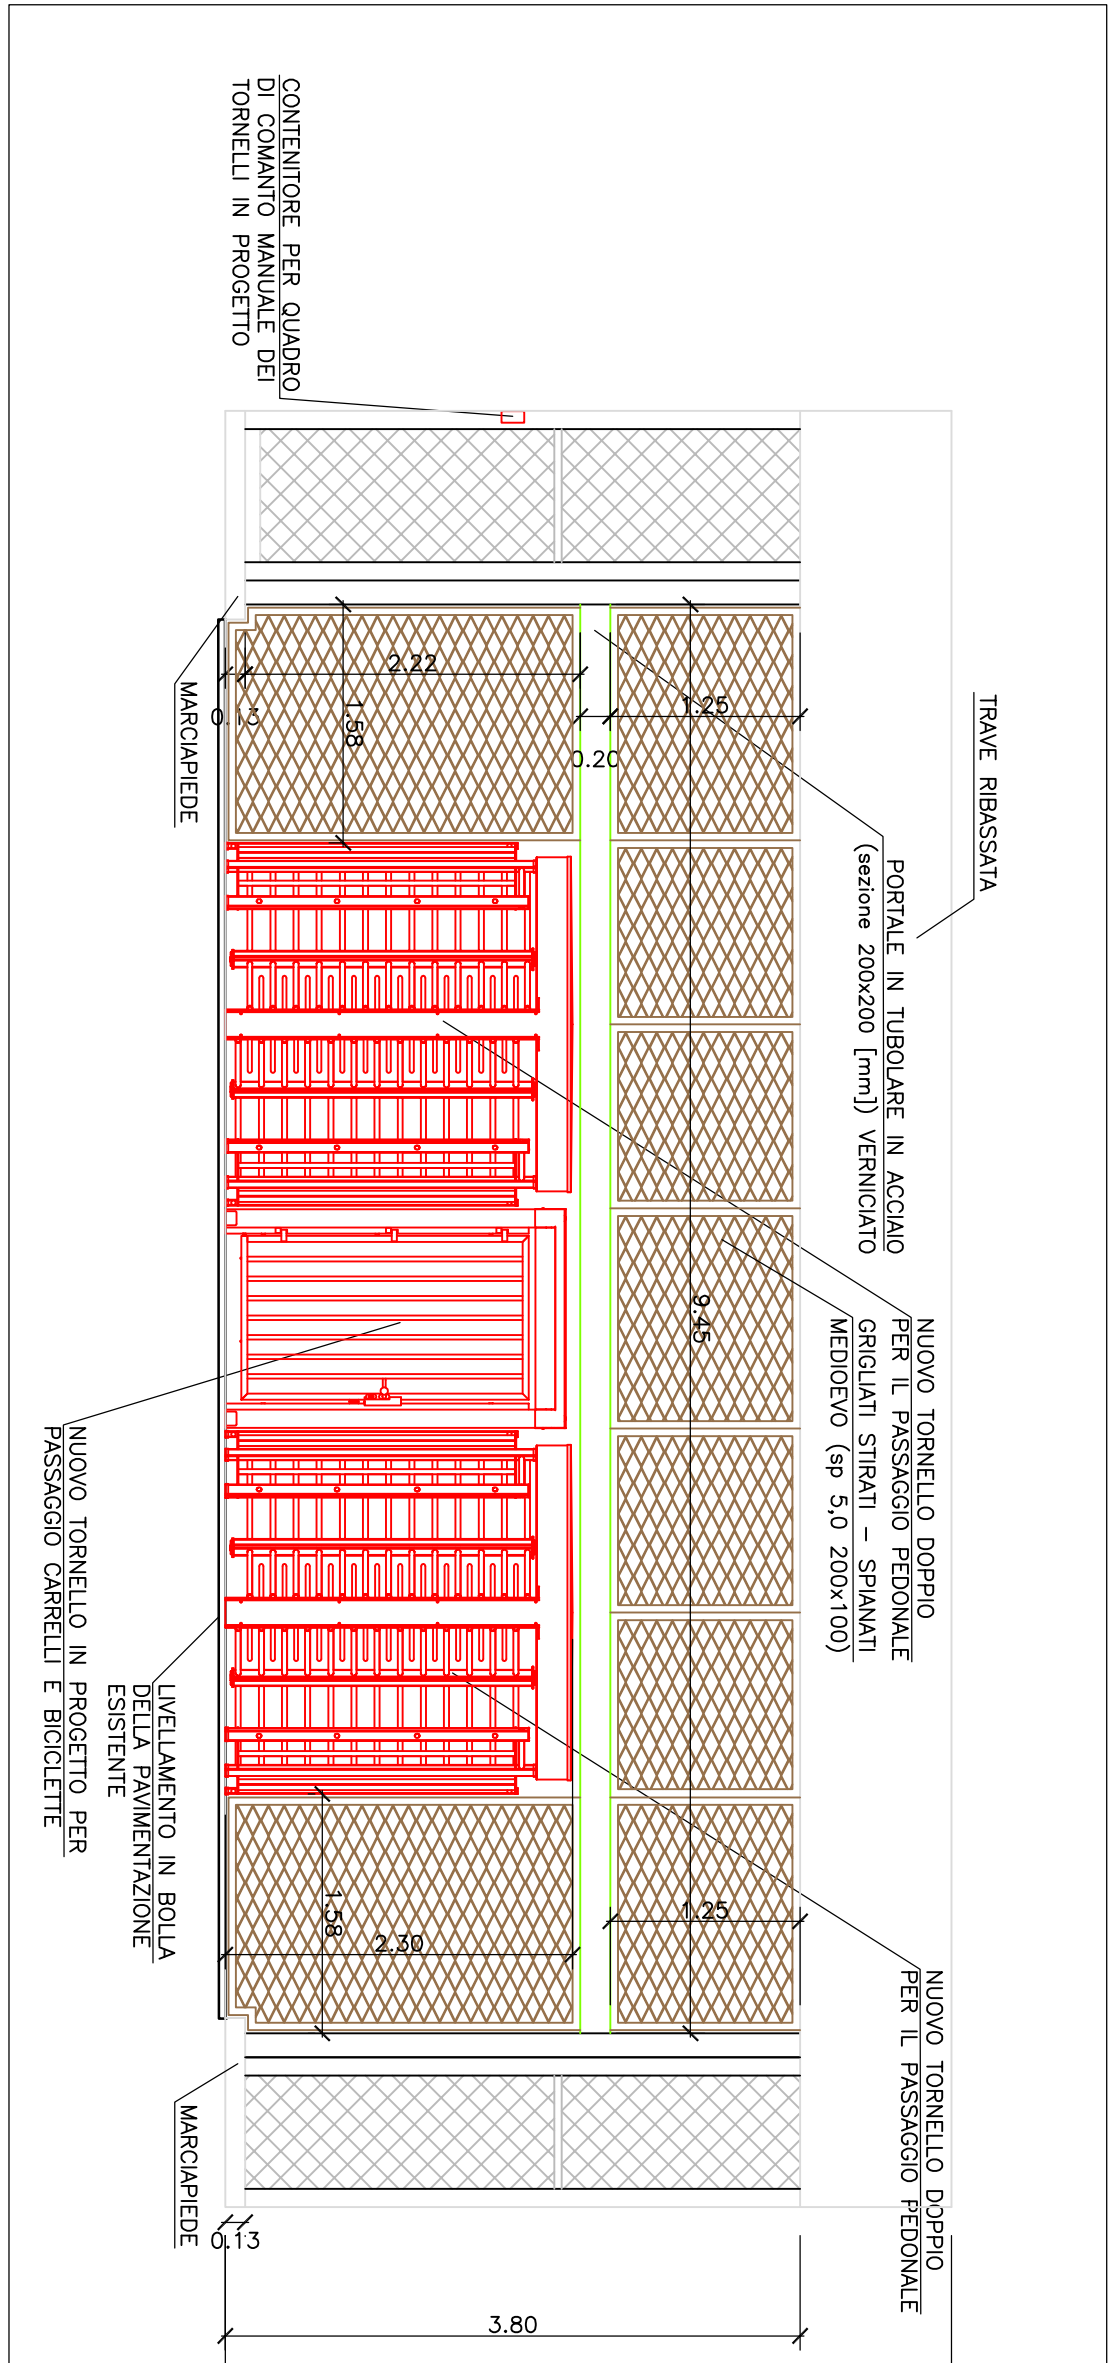 CONTENITORE PER QUADRO
DI COMANTO MANUALE DEI
TORNELLI IN PROGETTO
TRAVE RIBASSATA
PORTALE IN TUBOLARE IN ACCIAIO
(sezione 200x200 [mm]) VERNICIATO
NUOVO TORNELLO DOPPIO
PER IL PASSAGGIO PEDONALE
GRIGLIATI STIRATI - SPIANATI
MEDIOEVO (sp 5,0 200x100)
NUOVO TORNELLO DOPPIO
PER IL PASSAGGIO PEDONALE
MARCIAPIEDE
NUOVO TORNELLO IN PROGETTO PER
PASSAGGIO CARRELLI E BICICLETTE
LIVELLAMENTO IN BOLLA
DELLA PAVIMENTAZIONE
ESISTENTE
MARCIAPIEDE
2.22
0.13
1.58
1.25
0.20
9.45
1.58
2.30
1.25
0.13
3.80